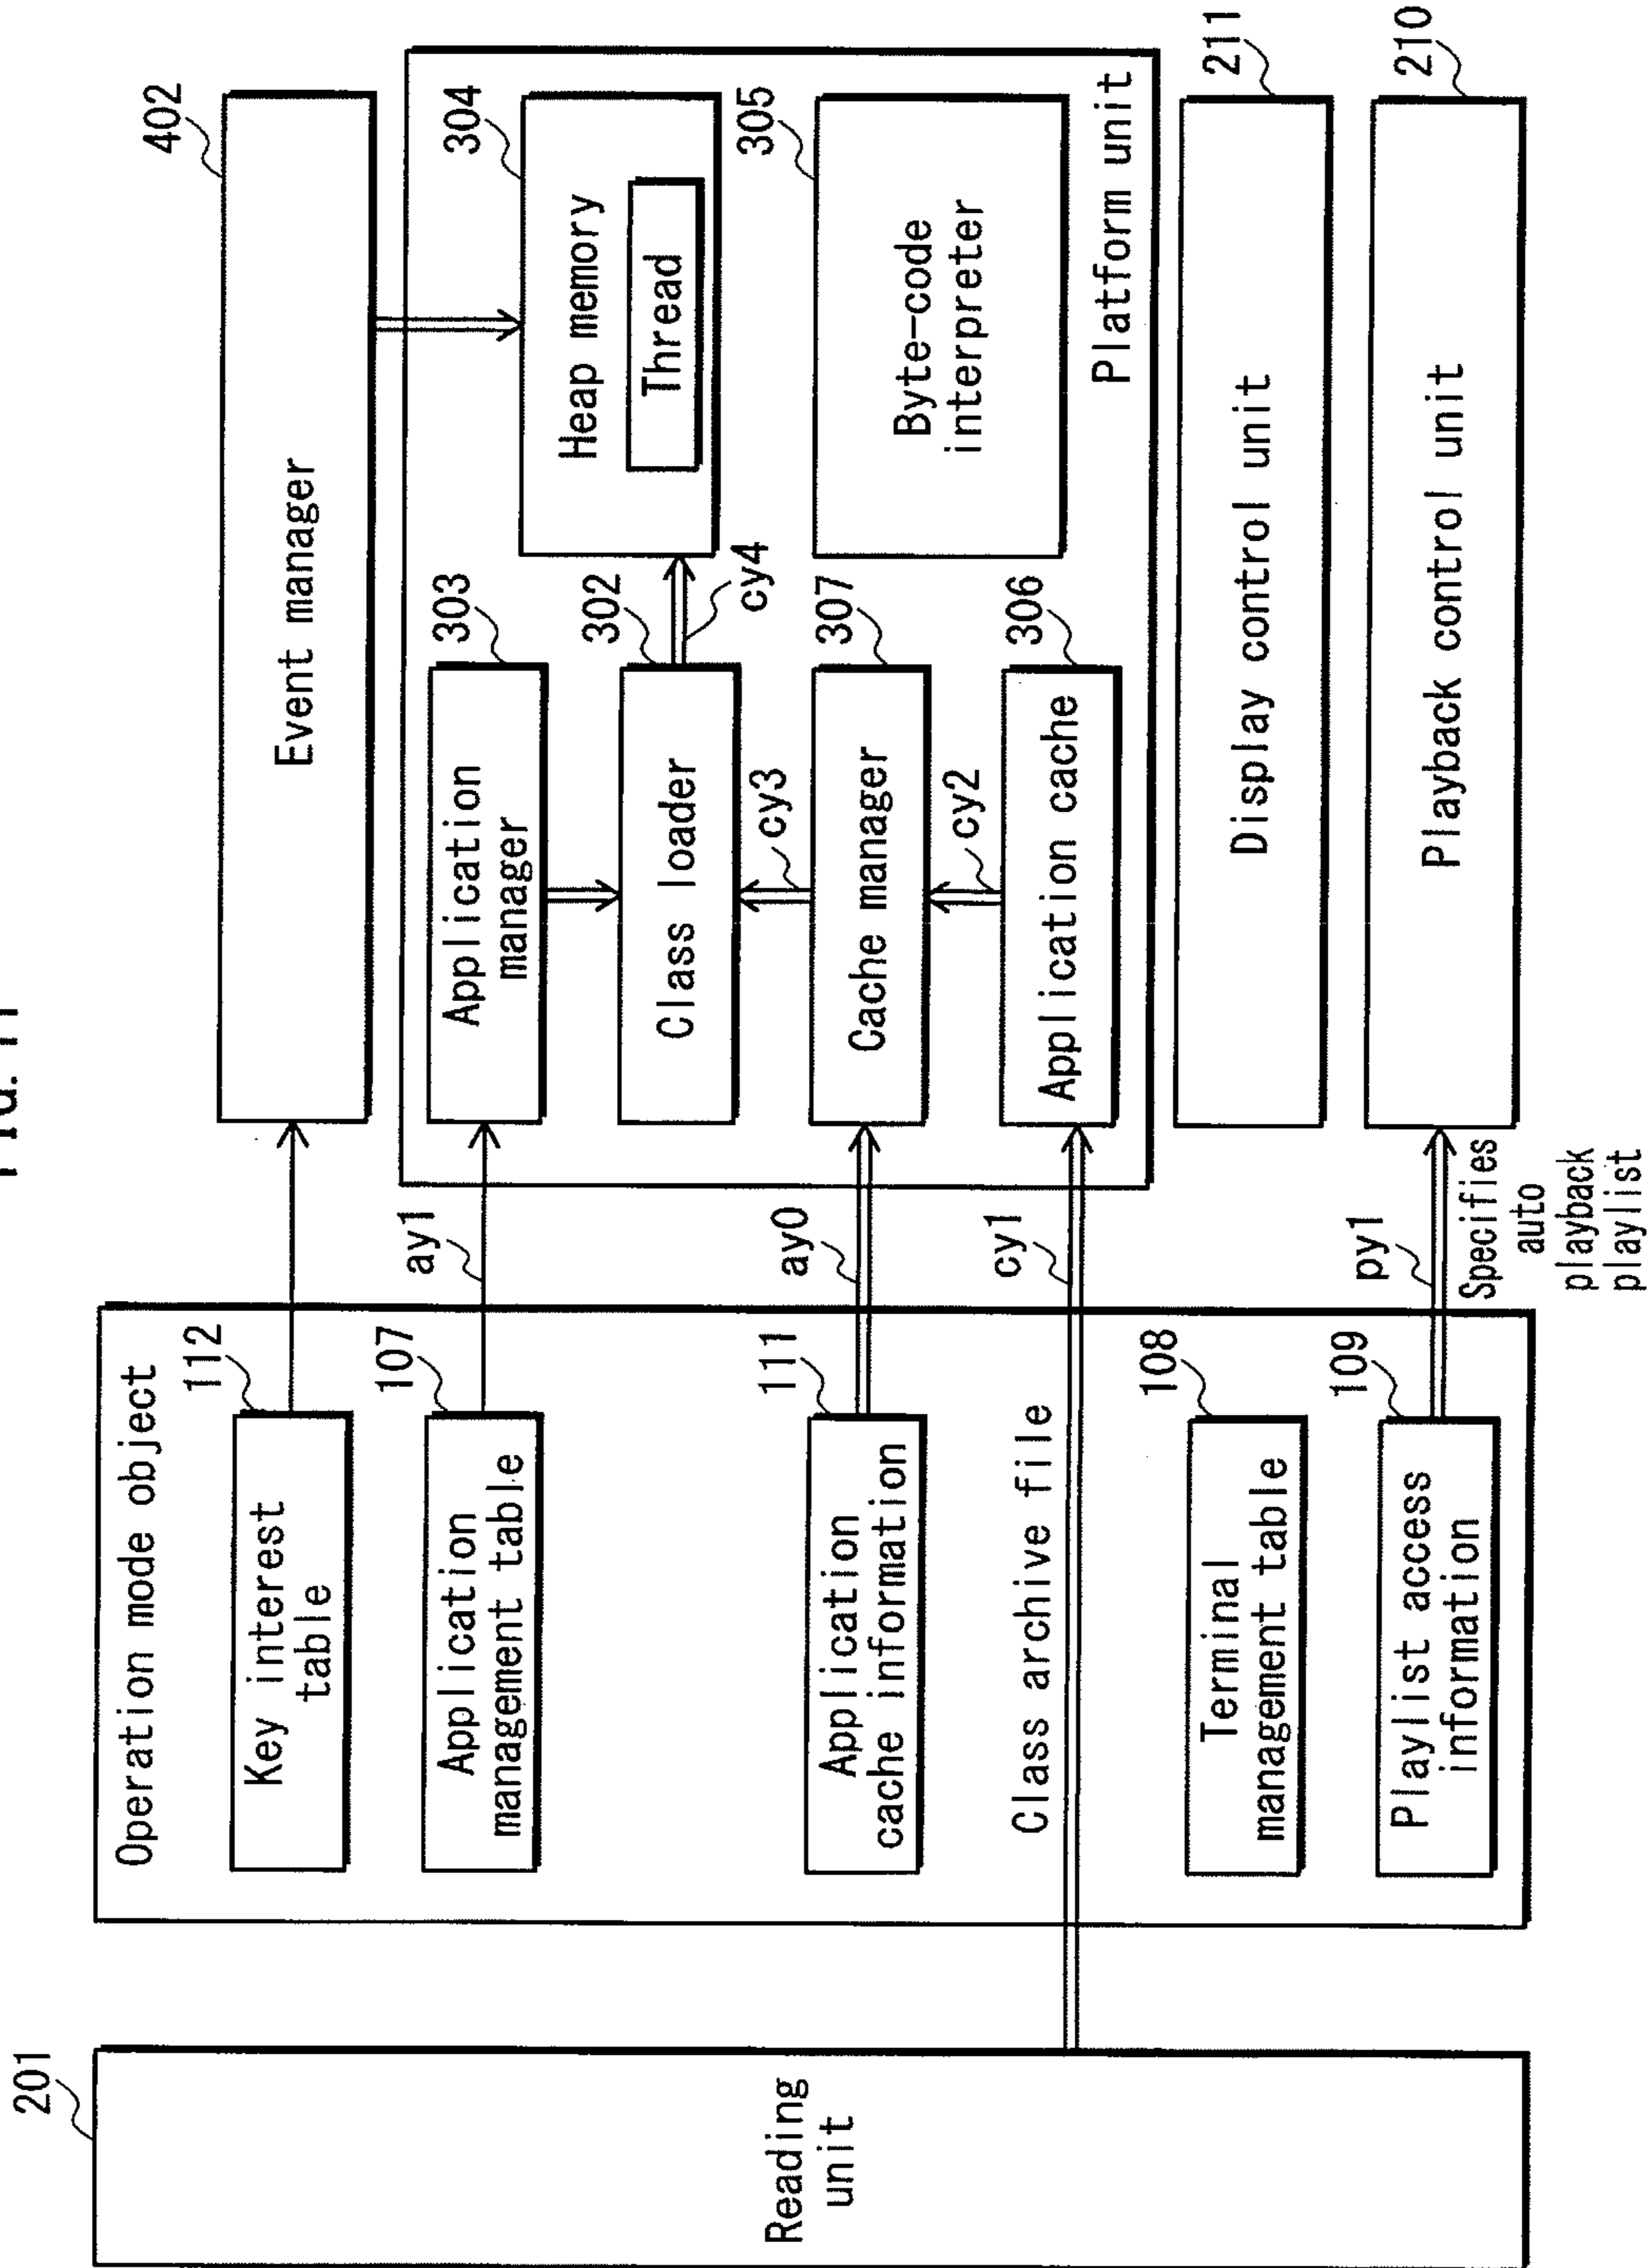 FIG. 11
201
Reading
unit
Operation mode object
112
Key interest
table
107
Application
management table
111
Application
cache information
Class archive file
108
Terminal
management table
109
Playlist access
information
ay1
ay0
cy1
py1
Specifies
auto
playback
playlist
402
Event manager
303
Application
manager
302
Class loader
cy3
307
Cache manager
cy2
306
Application cache
cy4
304
Heap memory
Thread
305
Byte-code
interpreter
Platform unit
211
Display control unit
210
Playback control unit